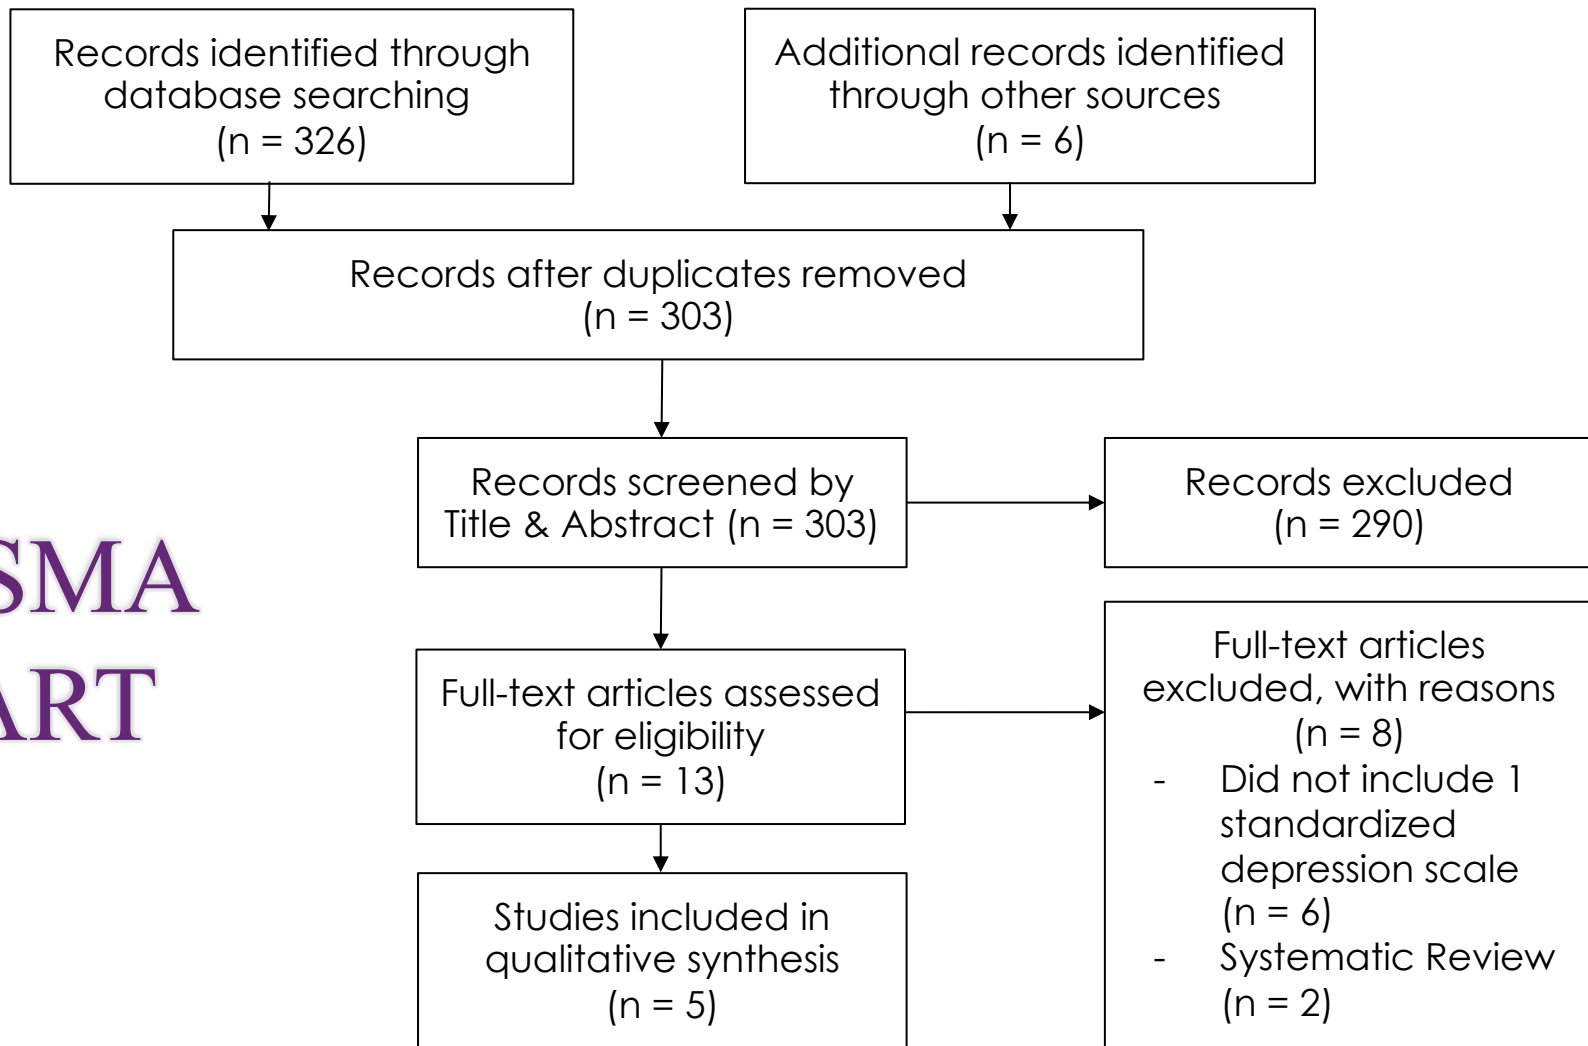 Records identified through
database searching
(n = 326)
Additional records identified
through other sources
(n = 6)
Records after duplicates removed
(n = 303)
Records screened by
Title & Abstract (n = 303)
Records excluded
(n = 290)
SMA
ART
Full-text articles assessed
for eligibility
(n = 13)
Full-text articles
excluded, with reasons
(n = 8)
- Did not include 1
standardized
depression scale
(n = 6)
- Systematic Review
(n = 2)
Studies included in
qualitative synthesis
(n = 5)